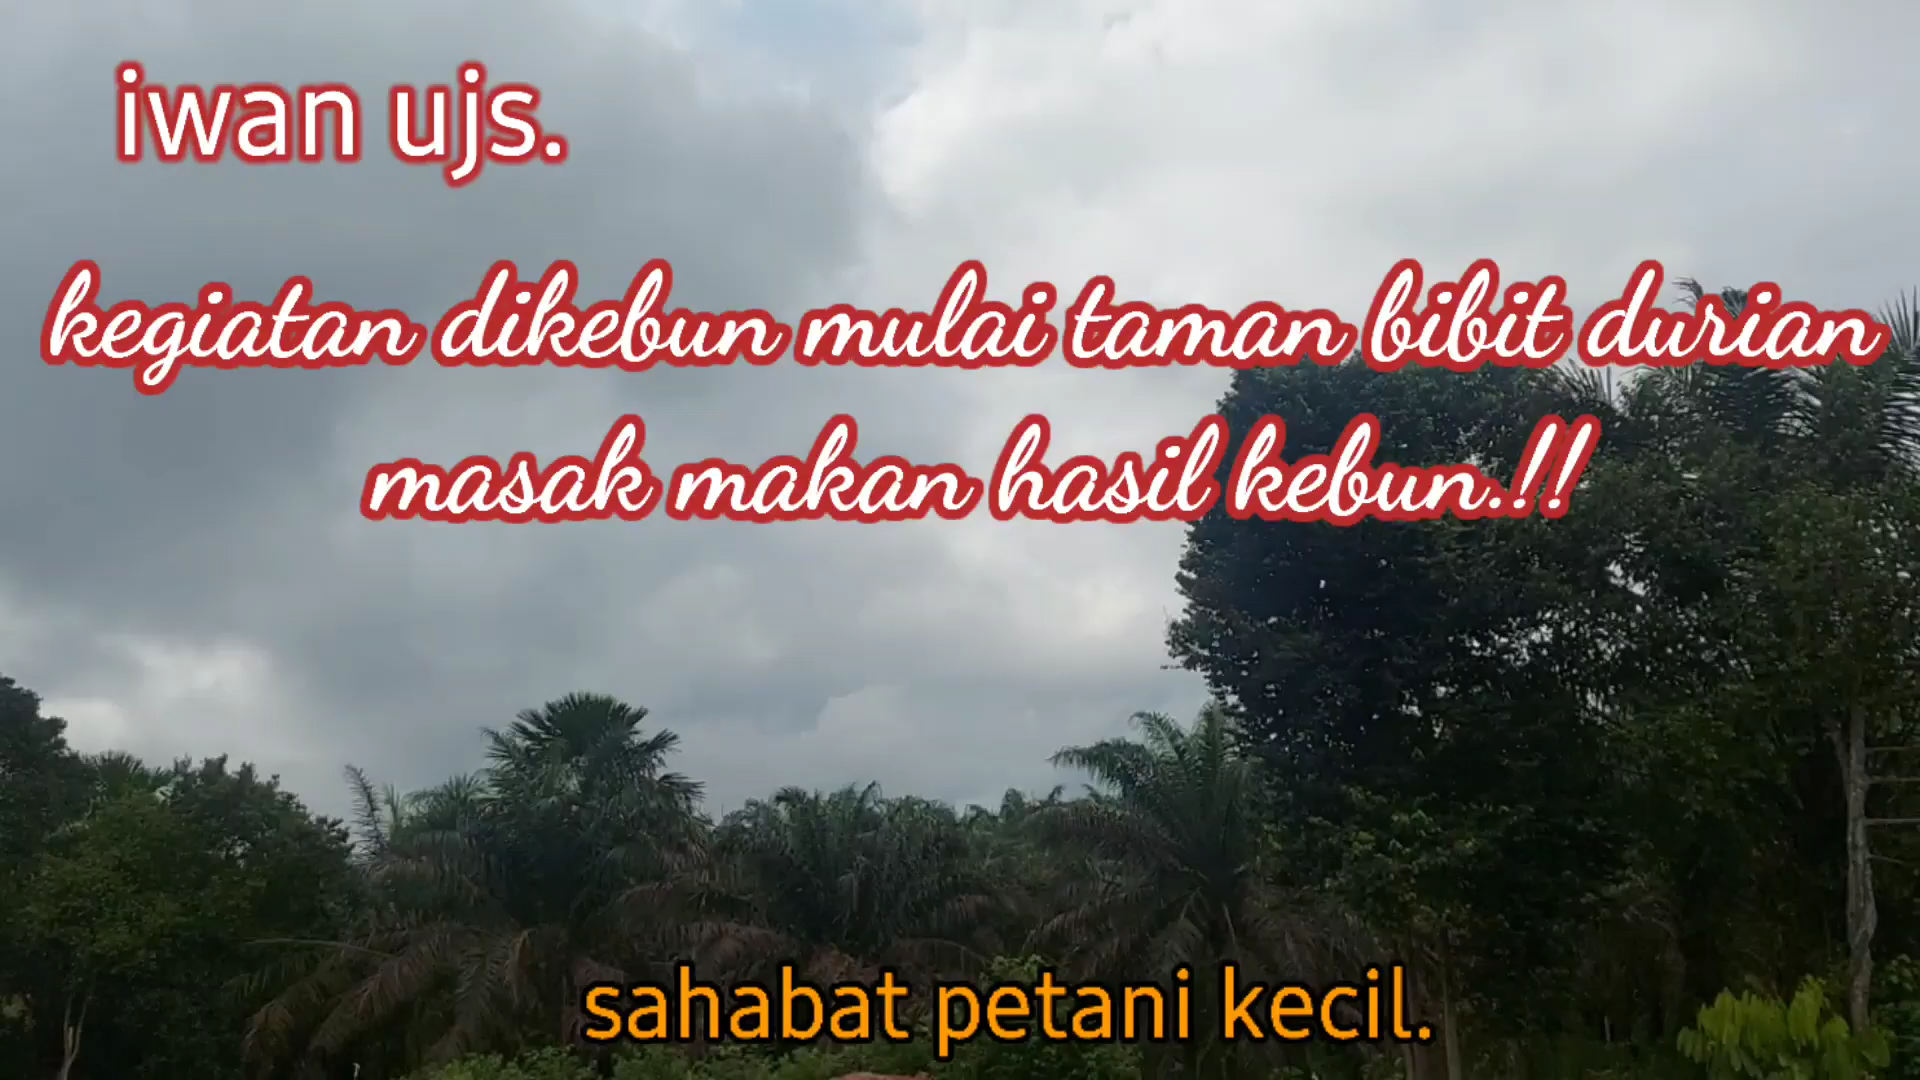 iwan ujs.
kegiatan dikebun mulai taman bibit durian
masak makan hasil kebun.!!
sahabat petani kecil.